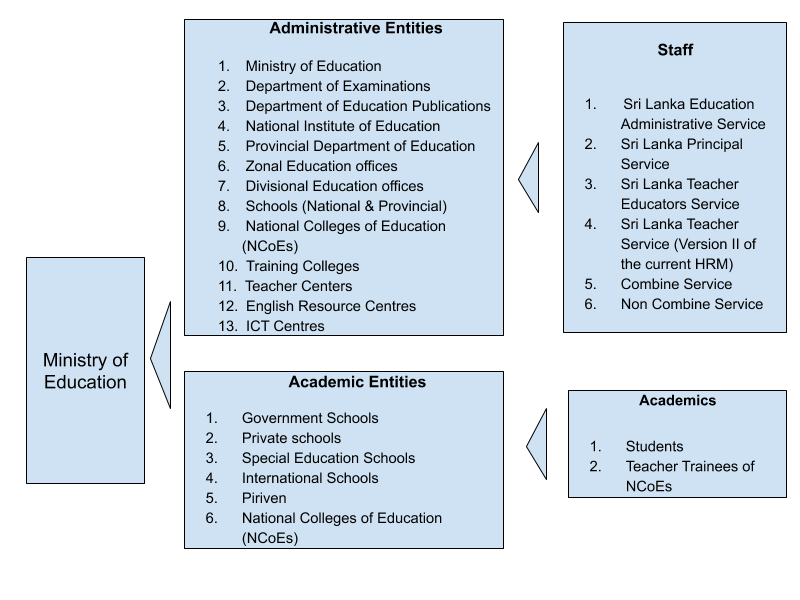 Administrative Entities
1. Ministry of Education
2. Department of Examinations
3. Department of Education Publications
4. National Institute of Education
5. Provincial Department of Education
6. Zonal Education offices
7. Divisional Education offices
8. Schools (National & Provincial)
9. National Colleges of Education
(NCoEs)
10. Training Colleges
11. Teacher Centers
12. English Resource Centres
13. ICT Centres
Staff
1. Sri Lanka Education
Administrative Service
2. Sri Lanka Principal
Service
3. Sri Lanka Teacher
Educators Service
4. Sri Lanka Teacher
Service (Version II of
the current HRM)
5. Combine Service
6. Non Combine Service
Ministry of
Education
Academic Entities
1. Government Schools
2. Private schools
3. Special Education Schools
4. International Schools
5. Piriven
6. National Colleges of Education
(NCoEs)
Academics
1. Students
2. Teacher Trainees of
NCoEs